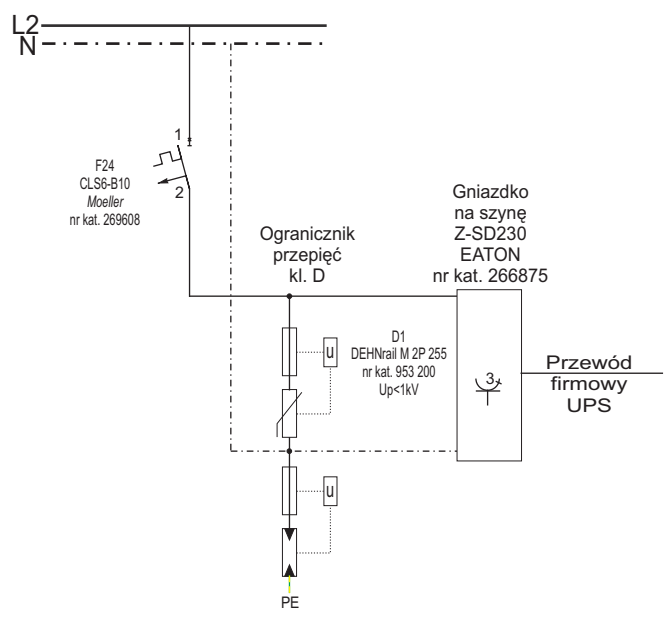 L2
N
1
2
F24
CLS6-B10
Moeller
nr kat. 269608
Ogranicznik
przepięć
kl. D
Gniazdko
na szynę
Z-SD230
EATON
nr kat. 266875
u
D1
DEHNrail M 2P 255
nr kat. 953 200
Up<1kV
3
Przewód
firmowy
UPS
u
PE